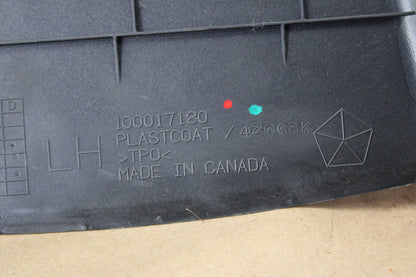 100017180
PLASTCOAT /
LH
>TPO<
MADE IN CANADA
D